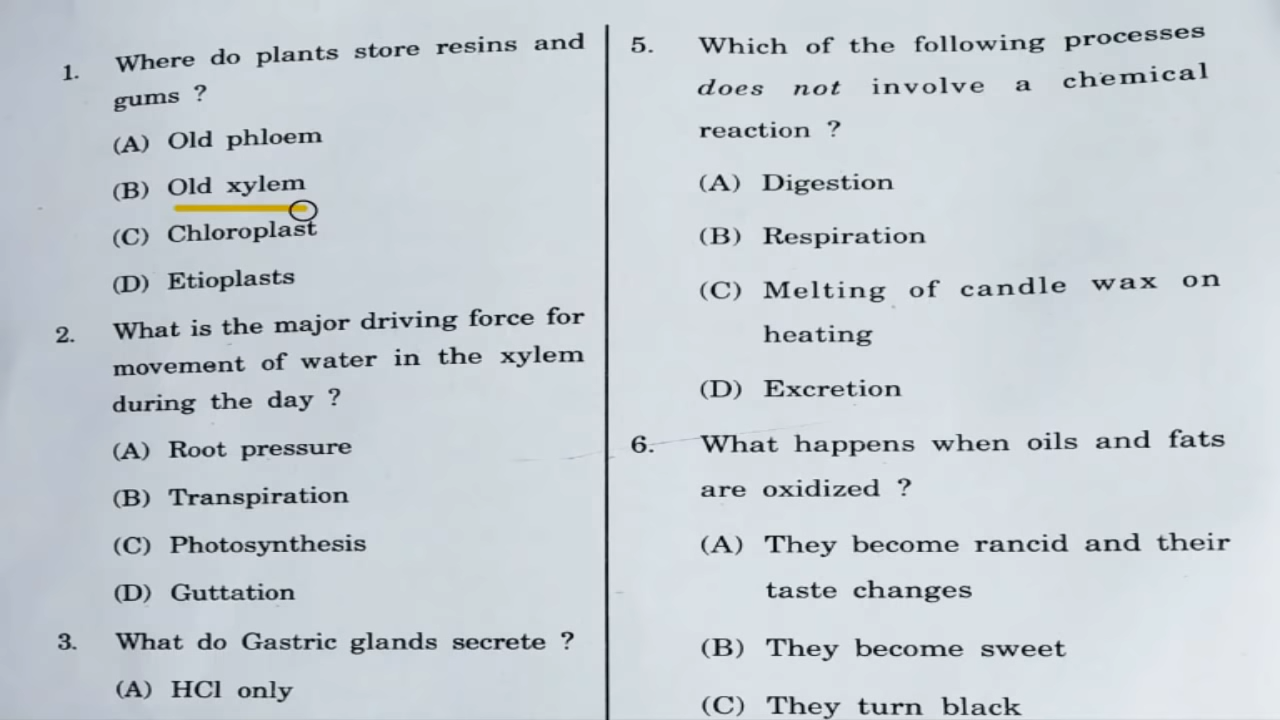 1. Where do plants store resins and
gums ?
(A) Old phloem
(B) Old xylem
(C) Chloroplast
(D) Etioplasts
2. What is the major driving force for
movement of water in the xylem
during the day ?
(A) Root pressure
(B) Transpiration
(C) Photosynthesis
(D) Guttation
3. What do Gastric glands secrete ?
(A) HCl only
5. Which of the following processes
does not involve a chemical
reaction ?
(A) Digestion
(B) Respiration
(C) Melting of candle wax on
heating
(D) Excretion
6. What happens when oils and fats
are oxidized ?
(A) They become rancid and their
taste changes
(B) They become sweet
(C) They turn black